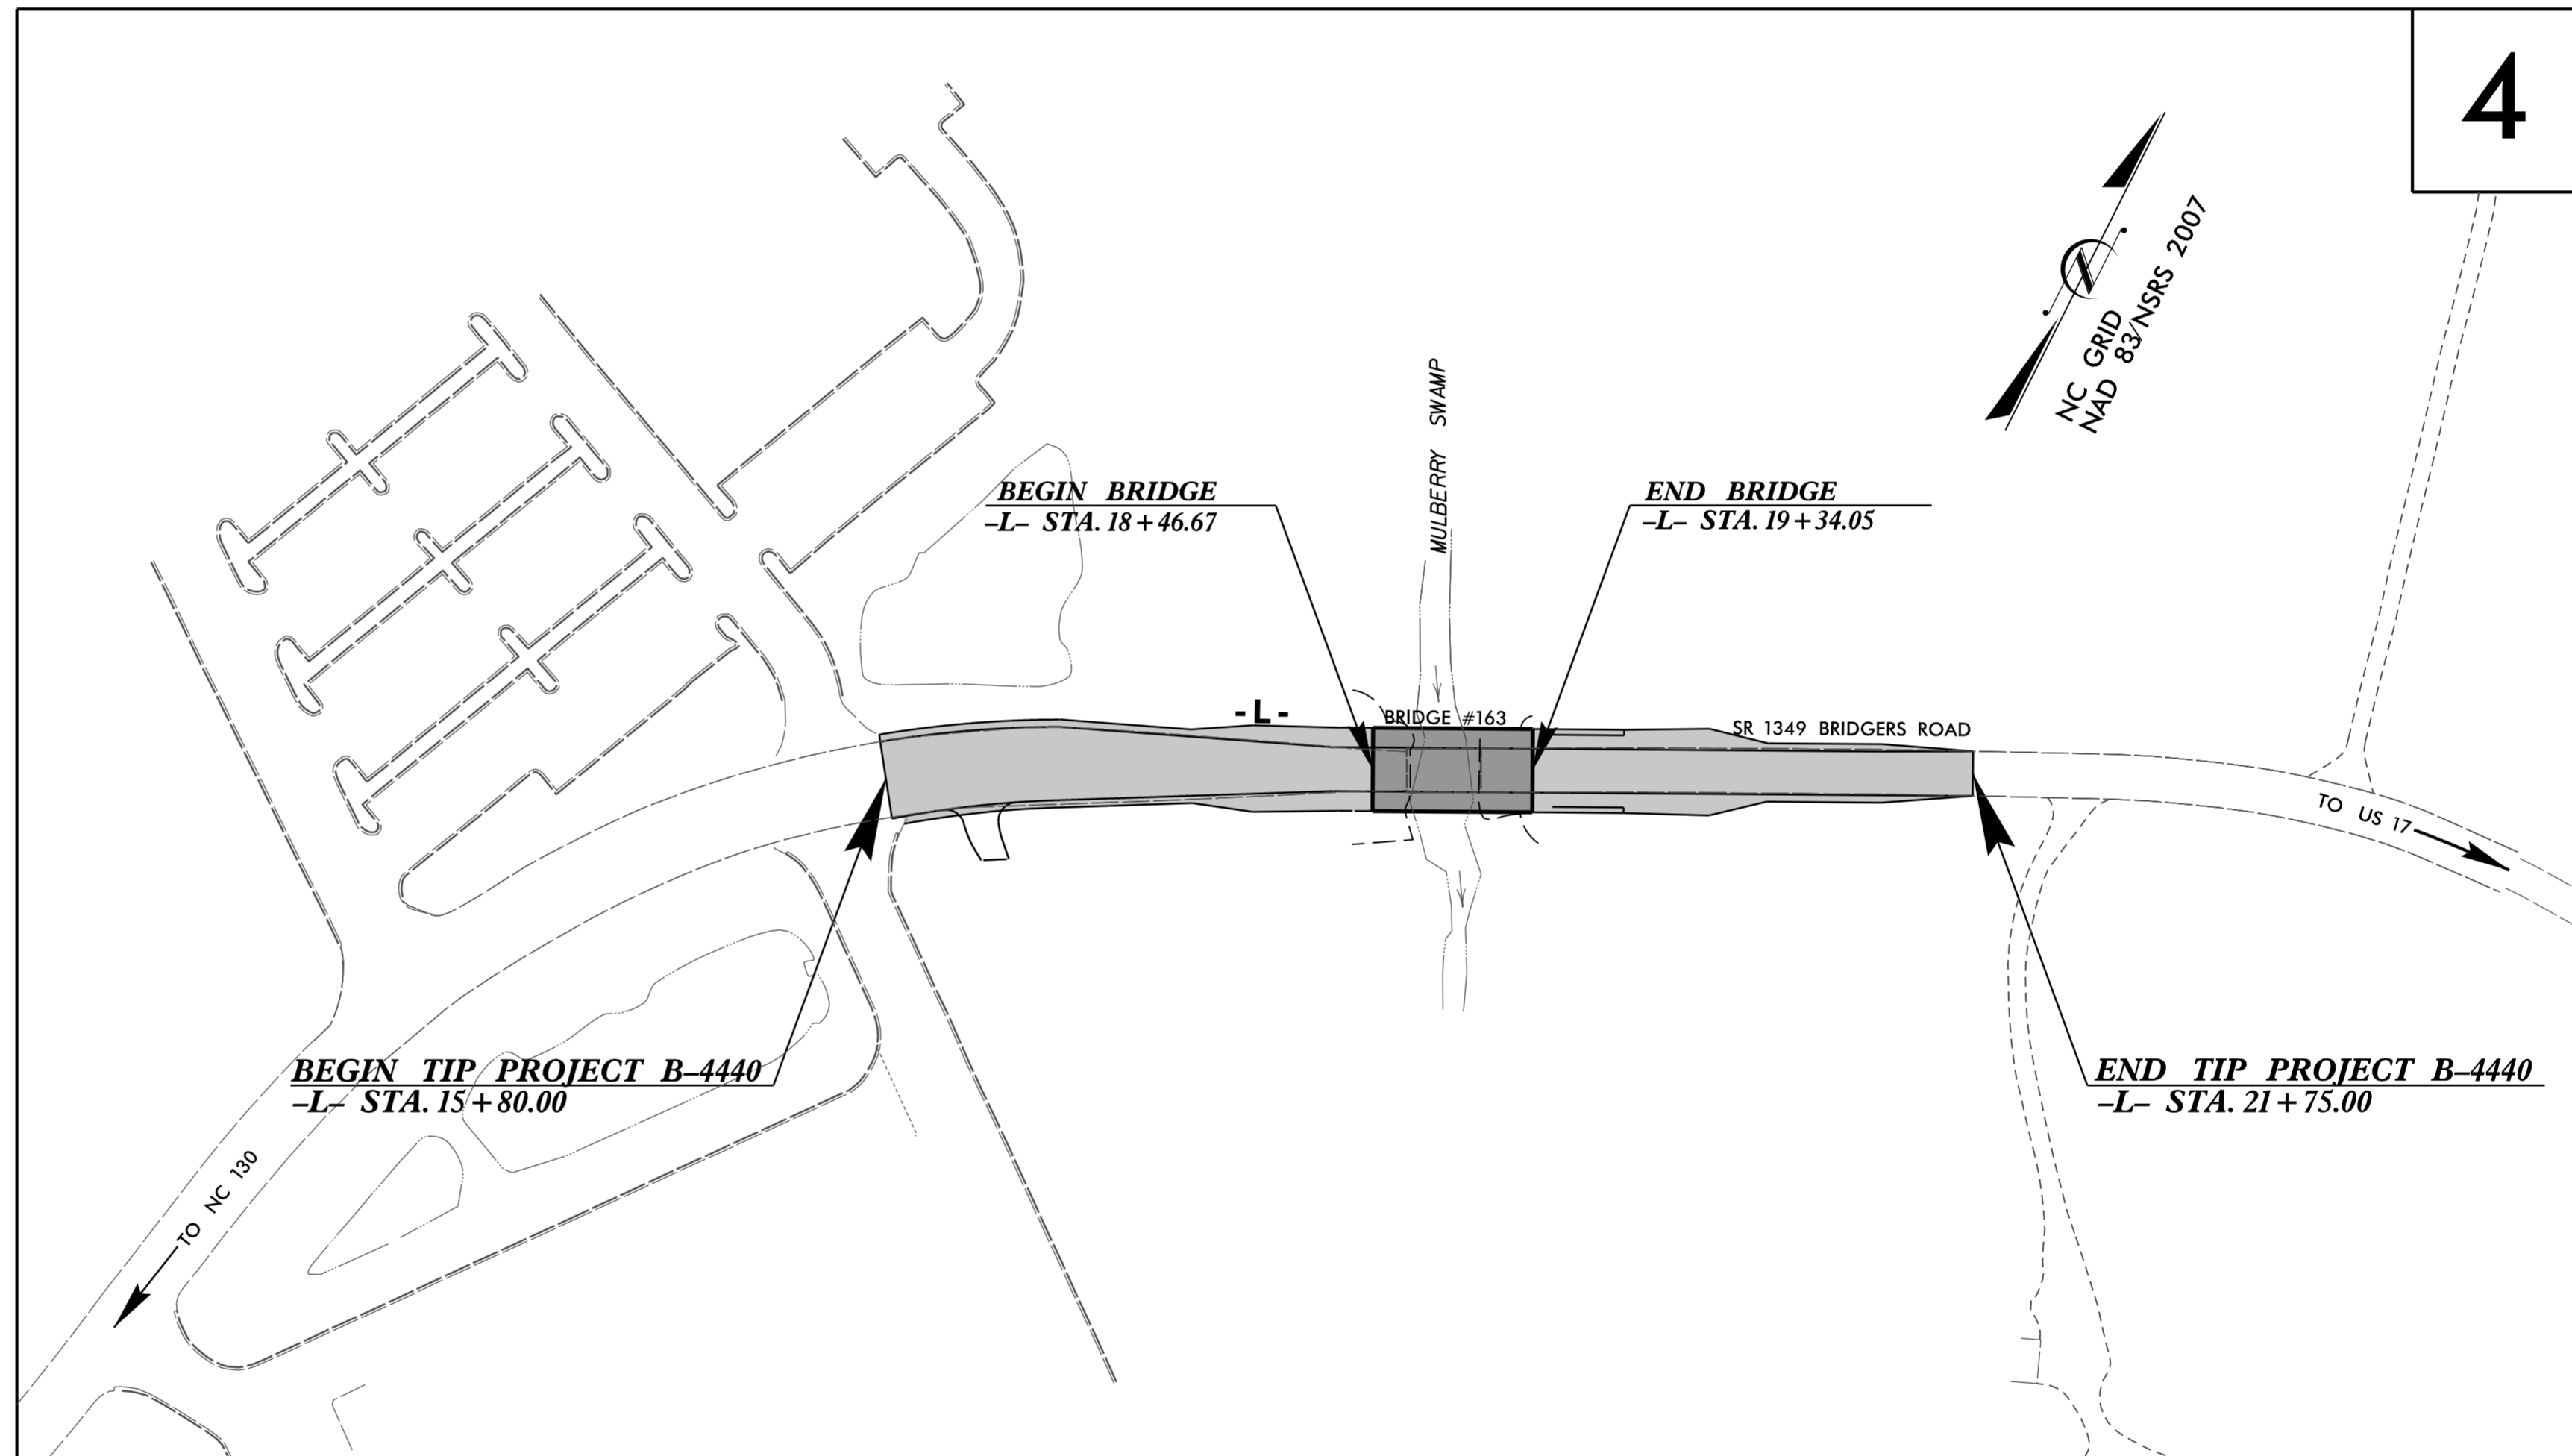 4
NC GRID
NAD 83/NSRS 2007
MULBERRY SWAMP
BEGIN BRIDGE
–L– STA. 18+46.67
END BRIDGE
–L– STA. 19+34.05
-L-
BRIDGE #163
SR 1349 BRIDGERS ROAD
TO US 17
BEGIN TIP PROJECT B–4440
–L– STA. 15+80.00
END TIP PROJECT B–4440
–L– STA. 21+75.00
TO NC 130